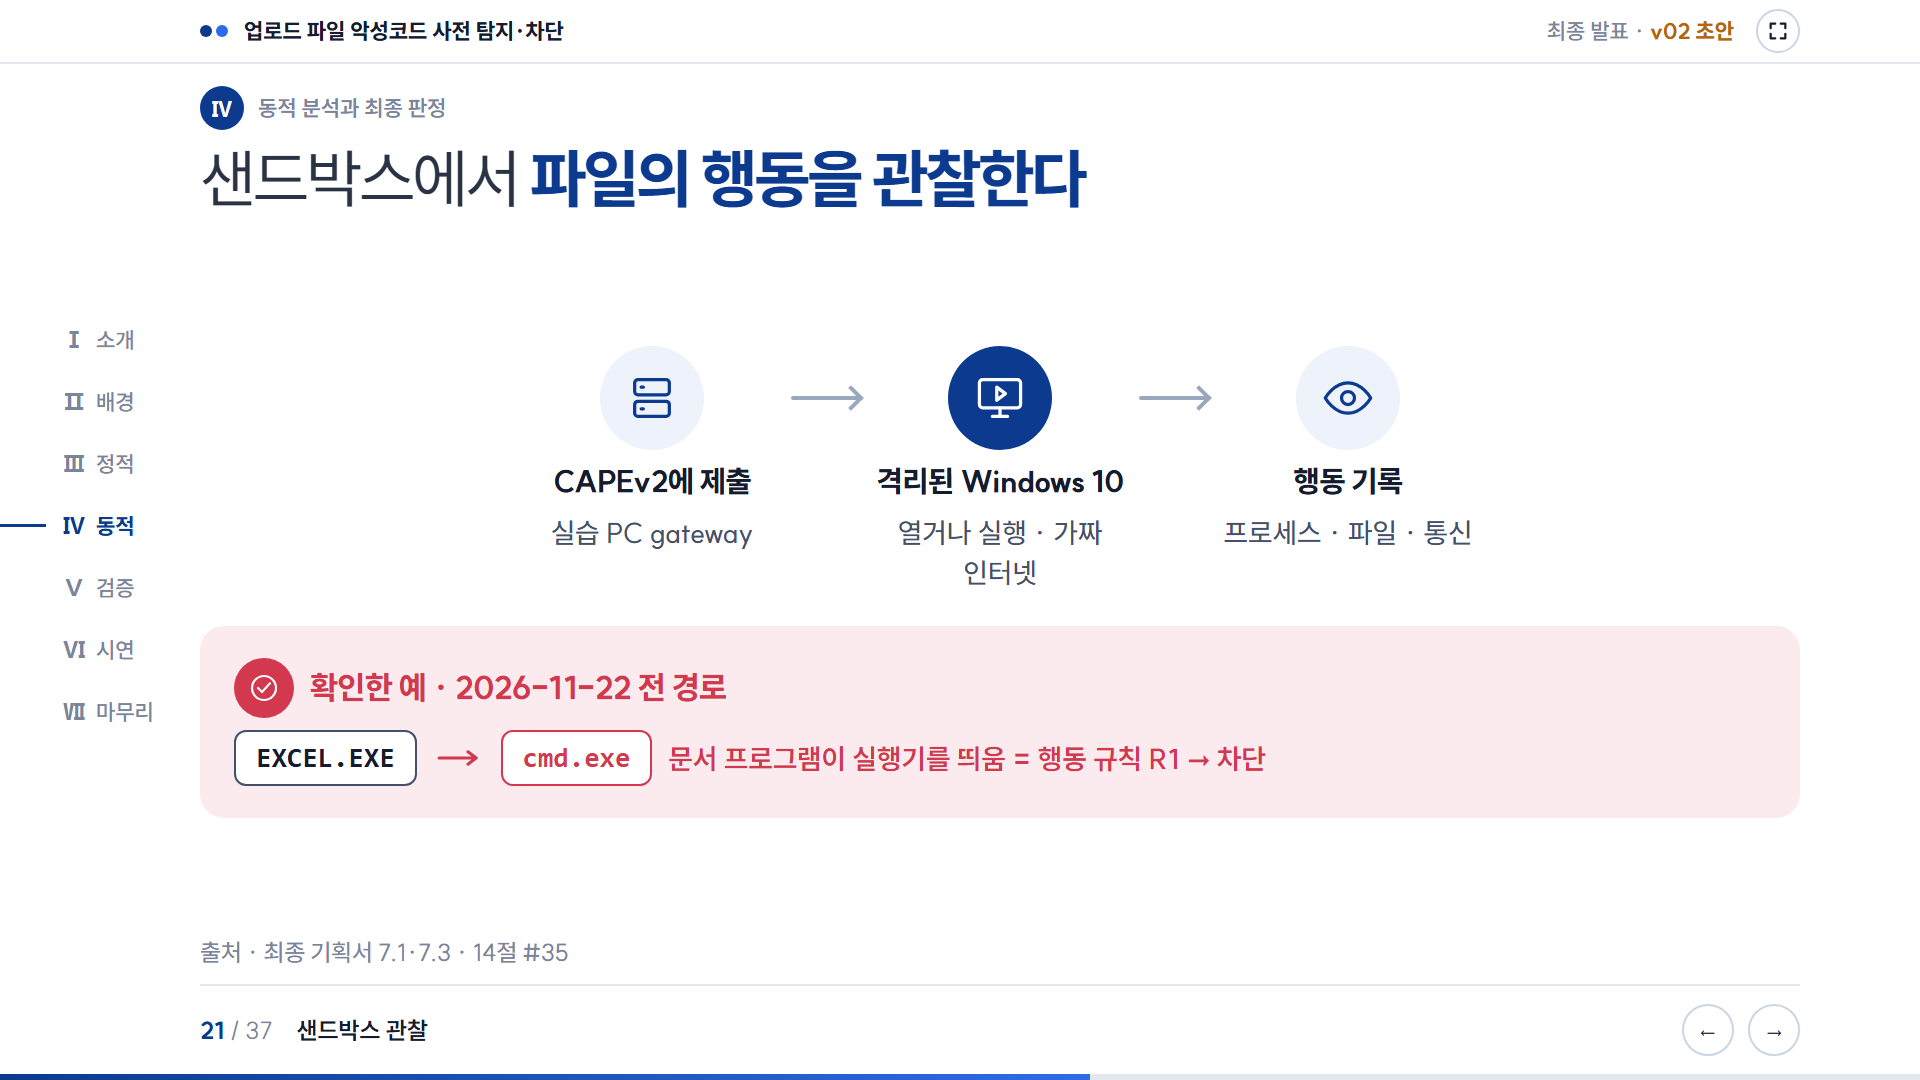 업로드 파일 악성코드 사전 탐지·차단
최종 발표 · v02 초안
IV 동적 분석과 최종 판정
샌드박스에서 파일의 행동을 관찰한다
I 소개
II 배경
III 정적
IV 동적
V 검증
VI 시연
VII 마무리
CAPEv2에 제출
실습 PC gateway
격리된 Windows 10
열거나 실행 · 가짜
인터넷
행동 기록
프로세스 · 파일 · 통신
확인한 예 · 2026-11-22 전 경로
EXCEL.EXE → cmd.exe 문서 프로그램이 실행기를 띄움 = 행동 규칙 R1 → 차단
출처 · 최종 기획서 7.1·7.3 · 14절 #35
21 / 37 샌드박스 관찰
← →